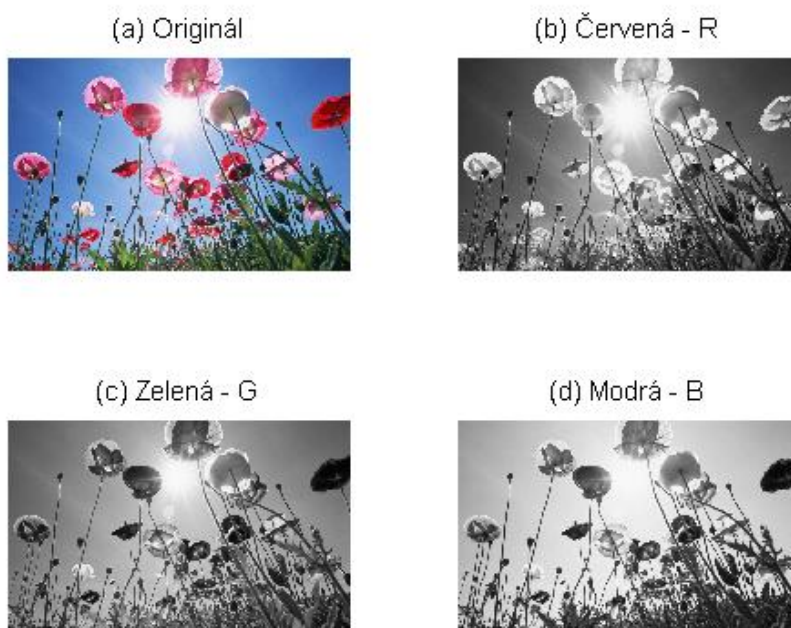 (a) Originál
(b) Červená - R
(c) Zelená - G
(d) Modrá - B